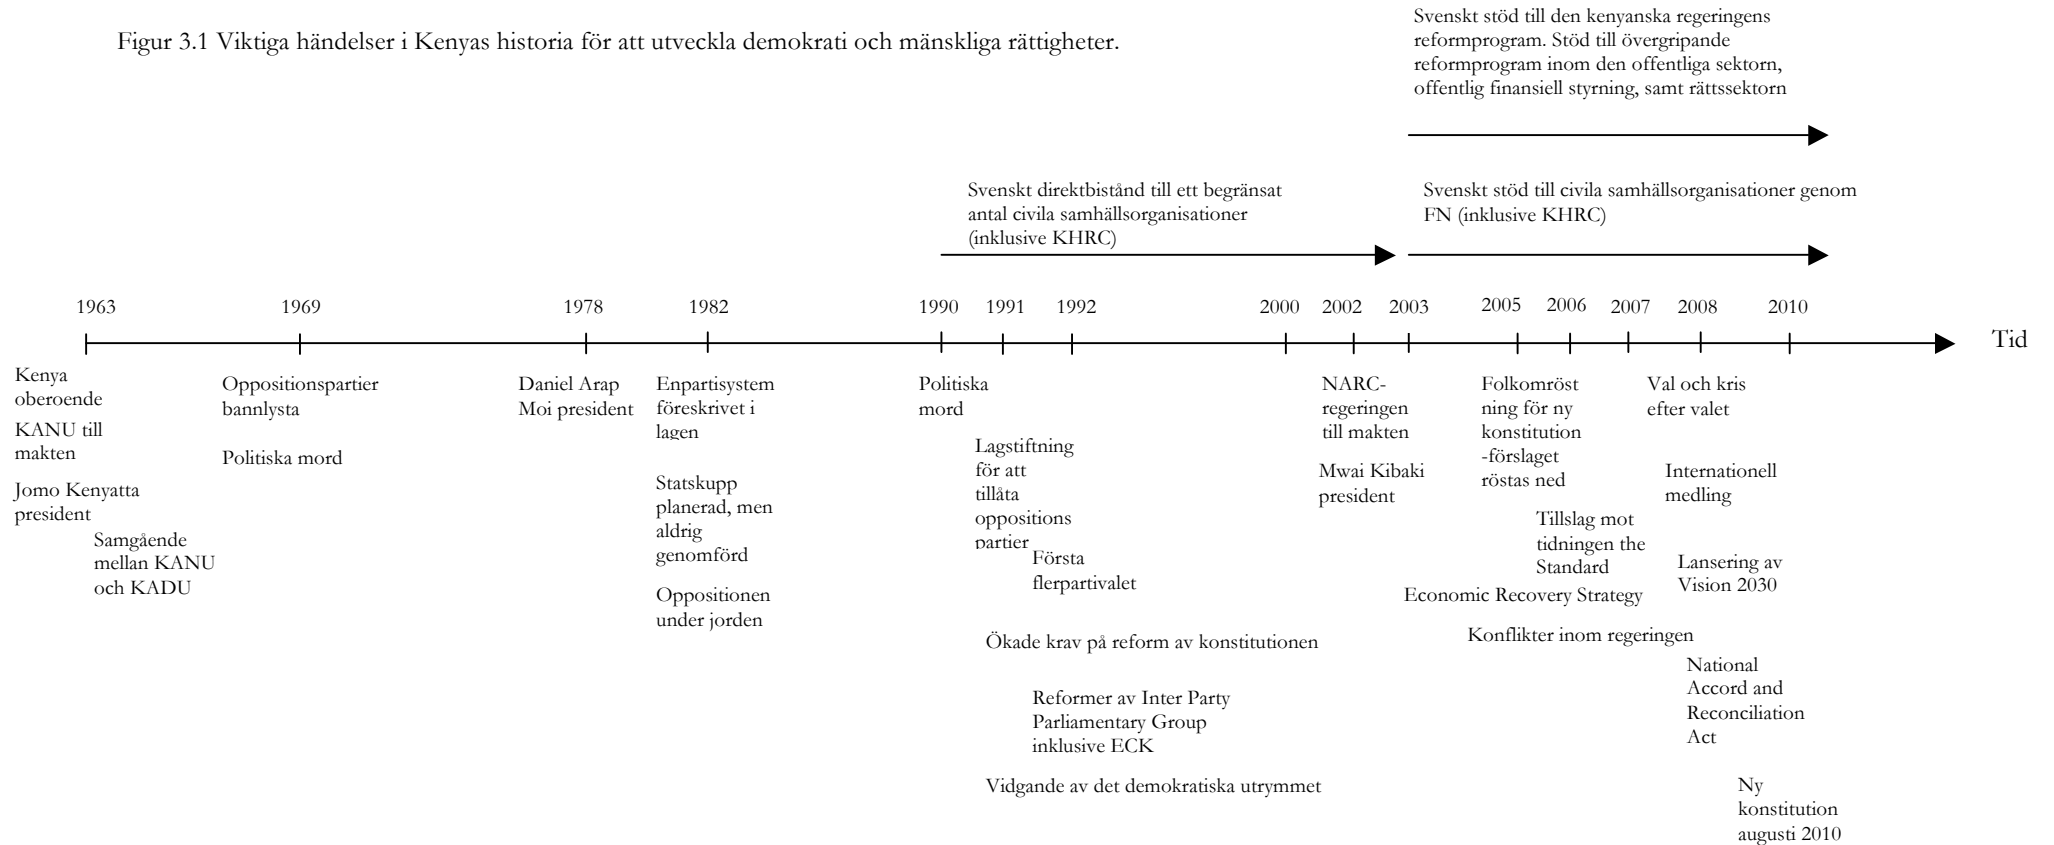 Figur 3.1 Viktiga händelser i Kenyas historia för att utveckla demokrati och mänskliga rättigheter.
Svenskt stöd till den kenyanska regeringens
reformprogram. Stöd till övergripande
reformprogram inom den offentliga sektorn,
offentlig finansiell styrning, samt rättssektorn
Svenskt direktbistånd till ett begränsat
antal civila samhällsorganisationer
(inklusive KHRC)
Svenskt stöd till civila samhällsorganisationer genom
FN (inklusive KHRC)
1963 1969 1978 1982 1990 1991 1992 2000 2002 2003 2005 2006 2007 2008 2010
Tid
Kenya
oberoende
KANU till
makten
Jomo Kenyatta
president
Samgående
mellan KANU
och KADU
Oppositionspartier
bannlysta
Politiska mord
Daniel Arap
Moi president
Enpartisystem
föreskrivet i
lagen
Statskupp
planerad, men
aldrig
genomförd
Oppositionen
under jorden
Politiska
mord
Lagstiftning
för att
tillåta
oppositions
partier
Första
flerpartivalet
Ökade krav på reform av konstitutionen
Reformer av Inter Party
Parliamentary Group
inklusive ECK
Vidgande av det demokratiska utrymmet
NARC-
regeringen
till makten
Mwai Kibaki
president
Folkomröst
ning för ny
konstitution
-förslaget
röstas ned
Tillslag mot
tidningen the
Standard
Economic Recovery Strategy
Konflikter inom regeringen
Val och kris
efter valet
Internationell
medling
Lansering av
Vision 2030
National
Accord and
Reconciliation
Act
Ny
konstitution
augusti 2010